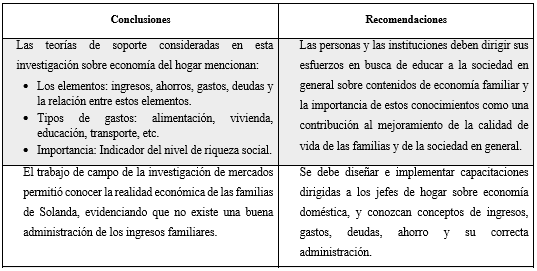 Conclusiones
Recomendaciones
Las teorías de soporte consideradas en esta
investigación sobre economía del hogar mencionan:
• Los elementos: ingresos, ahorros, gastos, deudas y
la relación entre estos elementos.
• Tipos de gastos: alimentación, vivienda,
educación, transporte, etc.
• Importancia: Indicador del nivel de riqueza social.
Las personas y las instituciones deben dirigir sus
esfuerzos en busca de educar a la sociedad en
general sobre contenidos de economía familiar y
la importancia de estos conocimientos como una
contribución al mejoramiento de la calidad de
vida de las familias y de la sociedad en general.
El trabajo de campo de la investigación de mercados
permitió conocer la realidad económica de las familias
de Solanda, evidenciando que no existe una buena
administración de los ingresos familiares.
Se debe diseñar e implementar capacitaciones
dirigidas a los jefes de hogar sobre economía
doméstica, y conozcan conceptos de ingresos,
gastos, deudas, ahorro y su correcta
administración.